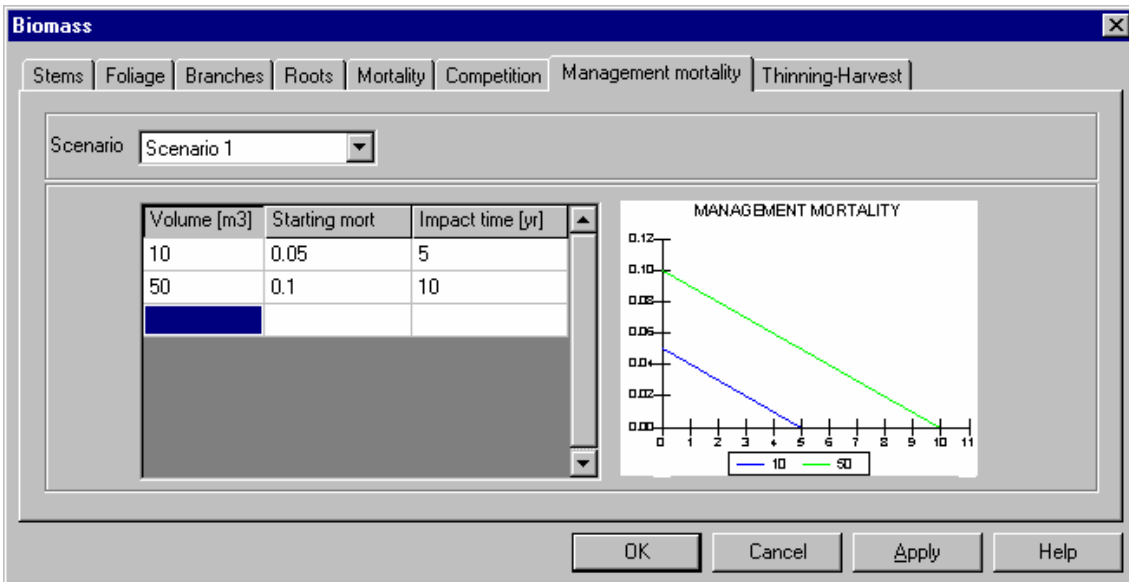 Biomass
Stems Foliage Branches Roots Mortality Competition Management mortality Thinning-Harvest
Scenario Scenario 1
Volume [m3] Starting mort Impact time [yr]
10 0.05 5
50 0.1 10
MANAGEMENT MORTALITY
0.12
0.10
0.08
0.06
0.04
0.02
0.00
0 1 2 3 4 5 6 7 8 9 10 11
10 50
OK Cancel Apply Help